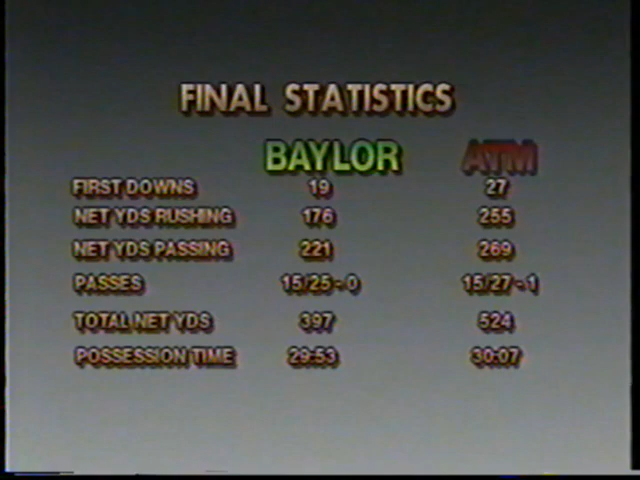 FINAL STATISTICS
BAYLOR ATM
FIRST DOWNS 19 27
NET YDS RUSHING 176 255
NET YDS PASSING 221 269
PASSES 15/25 - 0 15/27 - 1
TOTAL NET YDS 397 524
POSSESSION TIME 29:53 30:07